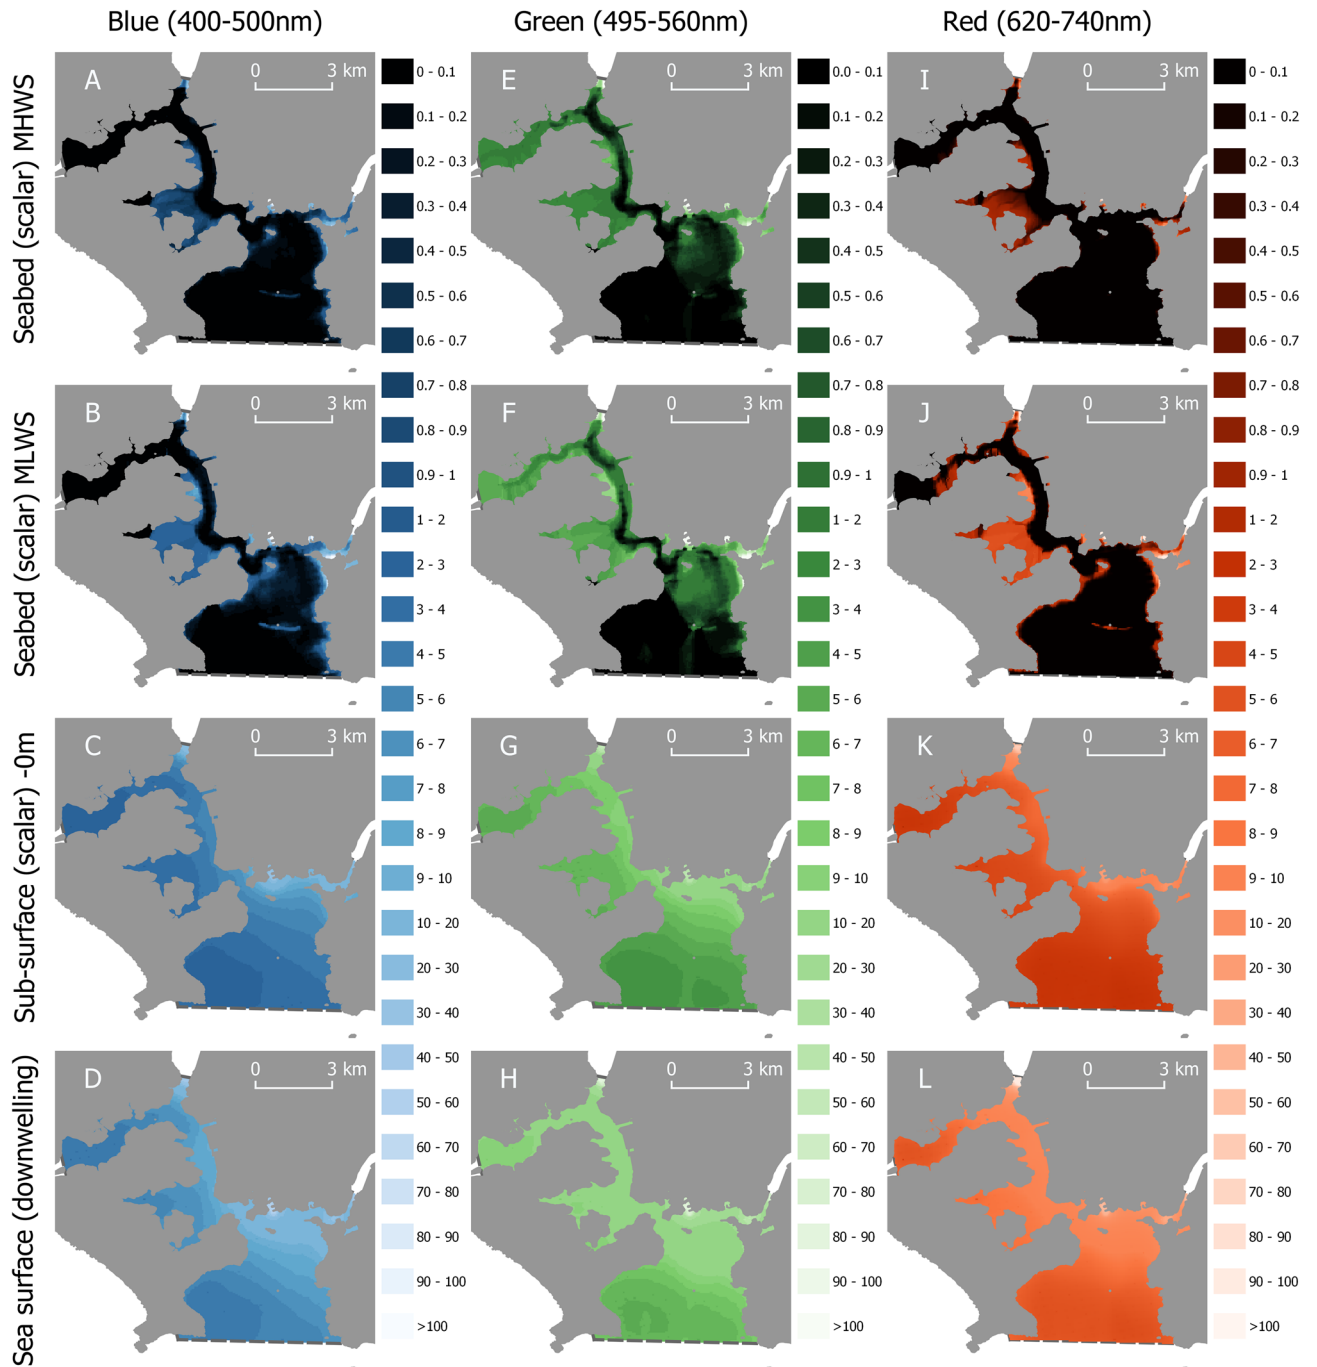 Blue (400-500nm)
Green (495-560nm)
Red (620-740nm)
Seabed (scalar) MHWS
Seabed (scalar) MLWS
Sub-surface (scalar) -0m
Sea surface (downwelling)
A
0 3 km
B
0 3 km
C
0 3 km
D
0 3 km
0 - 0.1
0.1 - 0.2
0.2 - 0.3
0.3 - 0.4
0.4 - 0.5
0.5 - 0.6
0.6 - 0.7
0.7 - 0.8
0.8 - 0.9
0.9 - 1
1 - 2
2 - 3
3 - 4
4 - 5
5 - 6
6 - 7
7 - 8
8 - 9
9 - 10
10 - 20
20 - 30
30 - 40
40 - 50
50 - 60
60 - 70
70 - 80
80 - 90
90 - 100
>100
E
0 3 km
F
0 3 km
G
0 3 km
H
0 3 km
0.0 - 0.1
0.1 - 0.2
0.2 - 0.3
0.3 - 0.4
0.4 - 0.5
0.5 - 0.6
0.6 - 0.7
0.7 - 0.8
0.8 - 0.9
0.9 - 1
1 - 2
2 - 3
3 - 4
4 - 5
5 - 6
6 - 7
7 - 8
8 - 9
9 - 10
10 - 20
20 - 30
30 - 40
40 - 50
50 - 60
60 - 70
70 - 80
80 - 90
90 - 100
>100
I
0 3 km
J
0 3 km
K
0 3 km
L
0 3 km
0 - 0.1
0.1 - 0.2
0.2 - 0.3
0.3 - 0.4
0.4 - 0.5
0.5 - 0.6
0.6 - 0.7
0.7 - 0.8
0.8 - 0.9
0.9 - 1
1 - 2
2 - 3
3 - 4
4 - 5
5 - 6
6 - 7
7 - 8
8 - 9
9 - 10
10 - 20
20 - 30
30 - 40
40 - 50
50 - 60
60 - 70
70 - 80
80 - 90
90 - 100
>100